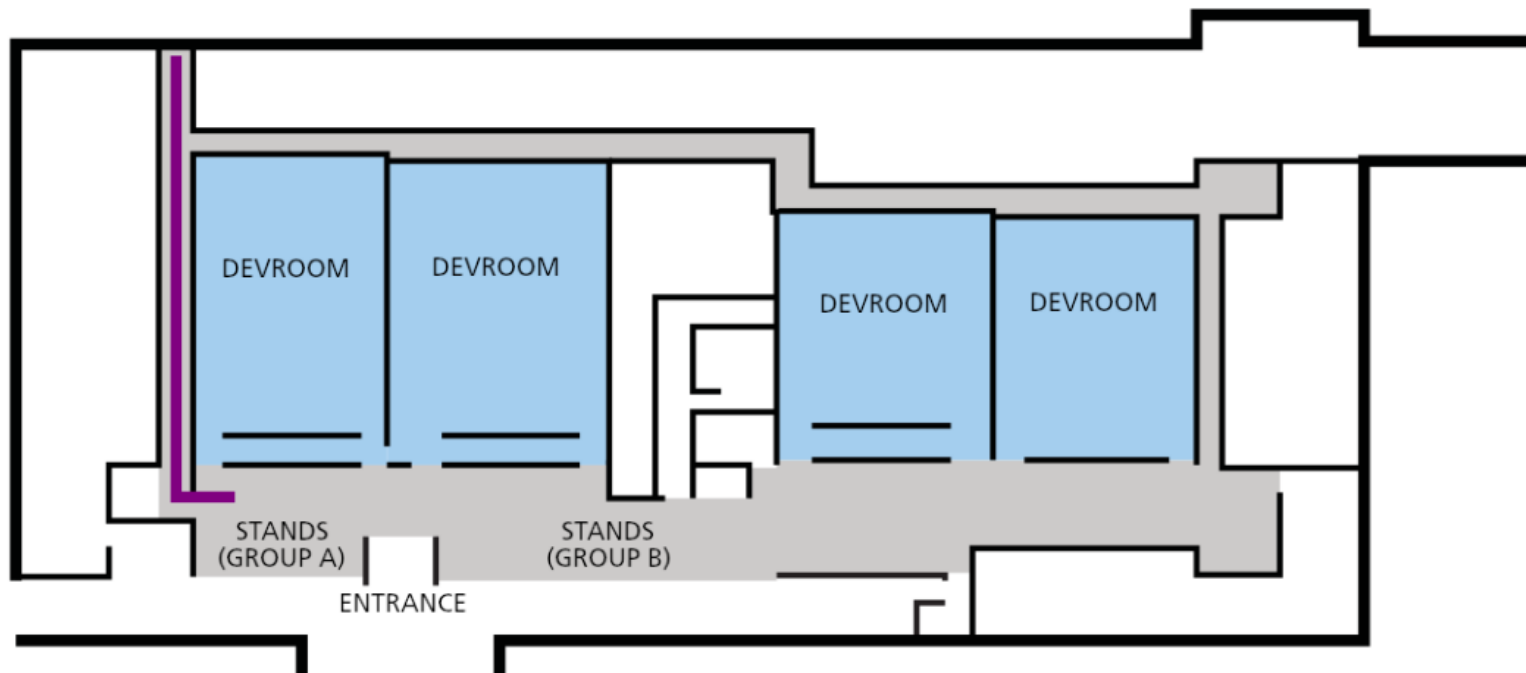 DEVROOM
DEVROOM
DEVROOM
DEVROOM
STANDS
(GROUP A)
STANDS
(GROUP B)
ENTRANCE